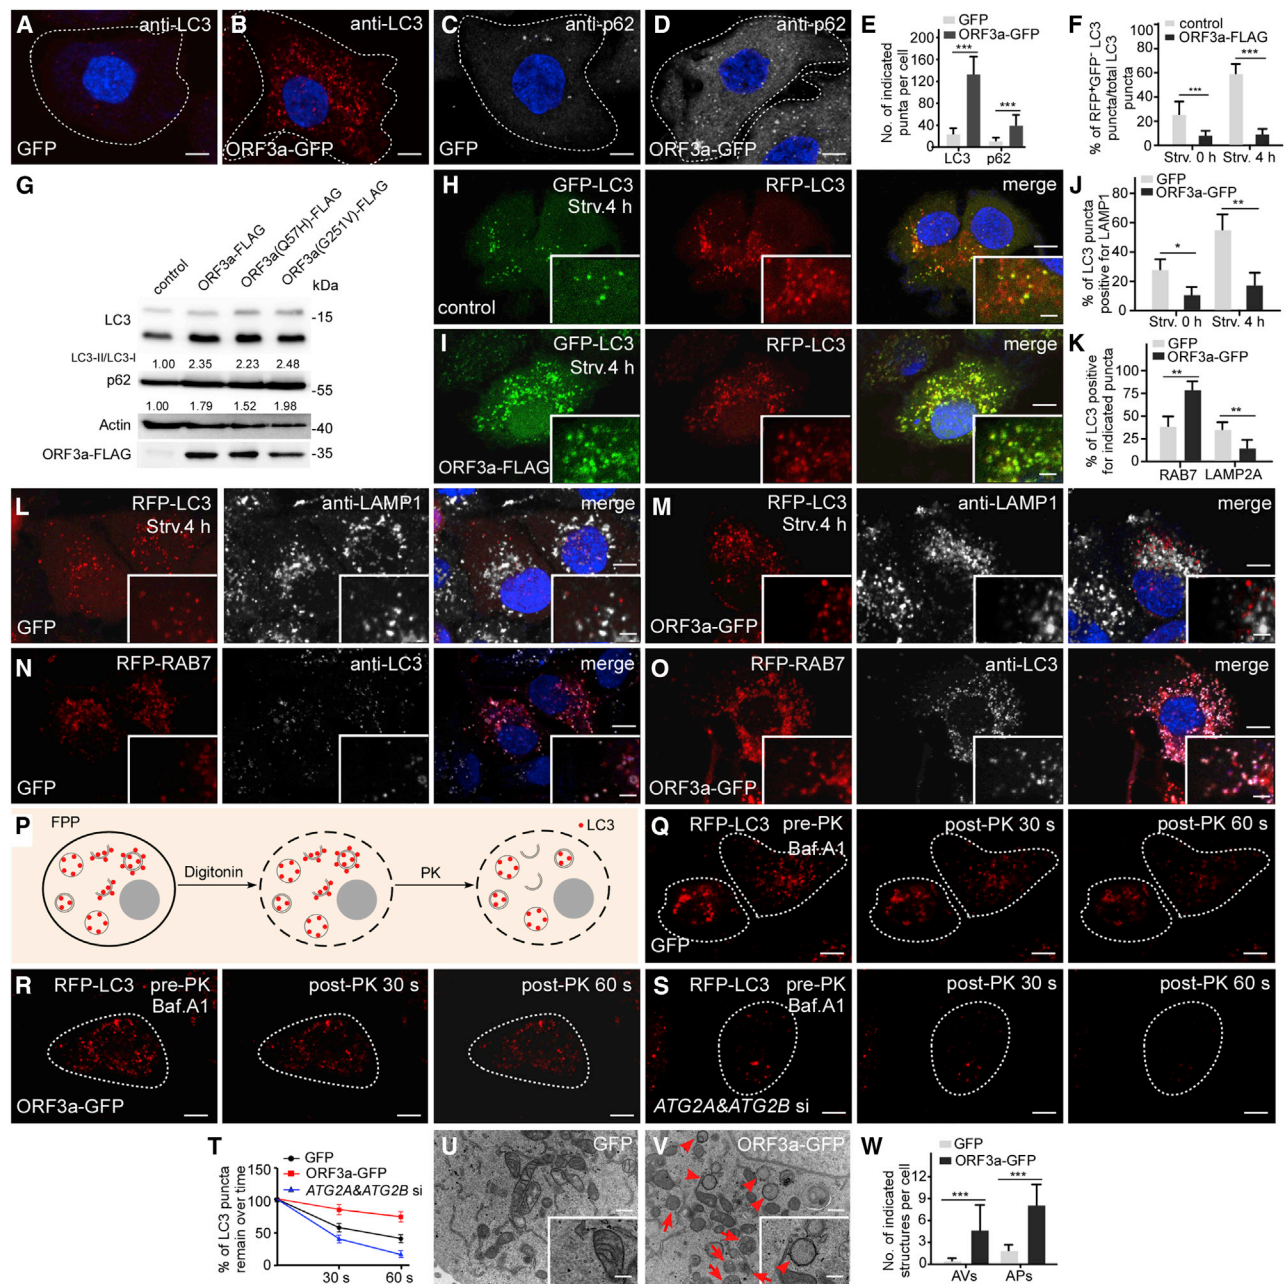 A anti-LC3 GFP
B anti-LC3 ORF3a-GFP
C anti-p62 GFP
D anti-p62 ORF3a-GFP
E
GFP
ORF3a-GFP
No. of indicated
punta per cell
200
160
120
80
40
0
***
***
LC3 p62
F
control
ORF3a-FLAG
% of RFP+GFP- LC3
puncta/total LC3
puncta
100
80
60
40
20
0
***
***
Strv. 0 h Strv. 4 h
G
control
ORF3a-FLAG
ORF3a(Q57H)-FLAG
ORF3a(G251V)-FLAG
kDa
LC3
-15
LC3-II/LC3-I
1.00 2.35 2.23 2.48
p62
-55
1.00 1.79 1.52 1.98
Actin
-40
ORF3a-FLAG
-35
H GFP-LC3
Strv.4 h
control
RFP-LC3
merge
I GFP-LC3
Strv.4 h
ORF3a-FLAG
RFP-LC3
merge
J
GFP
ORF3a-GFP
% of LC3 puncta
positive for LAMP1
80
60
40
20
0
*
**
Strv. 0 h Strv. 4 h
K
GFP
ORF3a-GFP
% of LC3 positive
for indicated puncta
100
75
50
25
0
**
**
RAB7 LAMP2A
L RFP-LC3
Strv.4 h
GFP
anti-LAMP1
merge
M RFP-LC3
Strv.4 h
ORF3a-GFP
anti-LAMP1
merge
N RFP-RAB7
GFP
anti-LC3
merge
O RFP-RAB7
ORF3a-GFP
anti-LC3
merge
P FPP
Digitonin
PK
LC3
Q RFP-LC3 pre-PK
Baf.A1
GFP
post-PK 30 s
post-PK 60 s
R RFP-LC3 pre-PK
Baf.A1
ORF3a-GFP
post-PK 30 s
post-PK 60 s
S RFP-LC3 pre-PK
Baf.A1
ATG2A&ATG2B si
post-PK 30 s
post-PK 60 s
T
GFP
ORF3a-GFP
ATG2A&ATG2B si
% of LC3 puncta
remain over time
150
100
50
0
30 s 60 s
U GFP
V ORF3a-GFP
W
GFP
ORF3a-GFP
No. of indicated
structures per cell
12
9
6
3
0
***
***
AVs APs